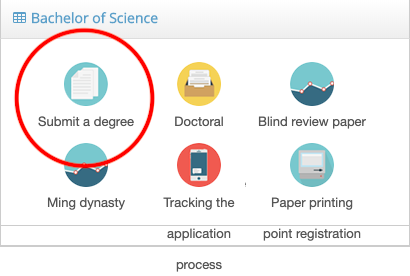 Bachelor of Science
Submit a degree
Doctoral
Blind review paper
Ming dynasty
Tracking the
application
process
Paper printing
point registration